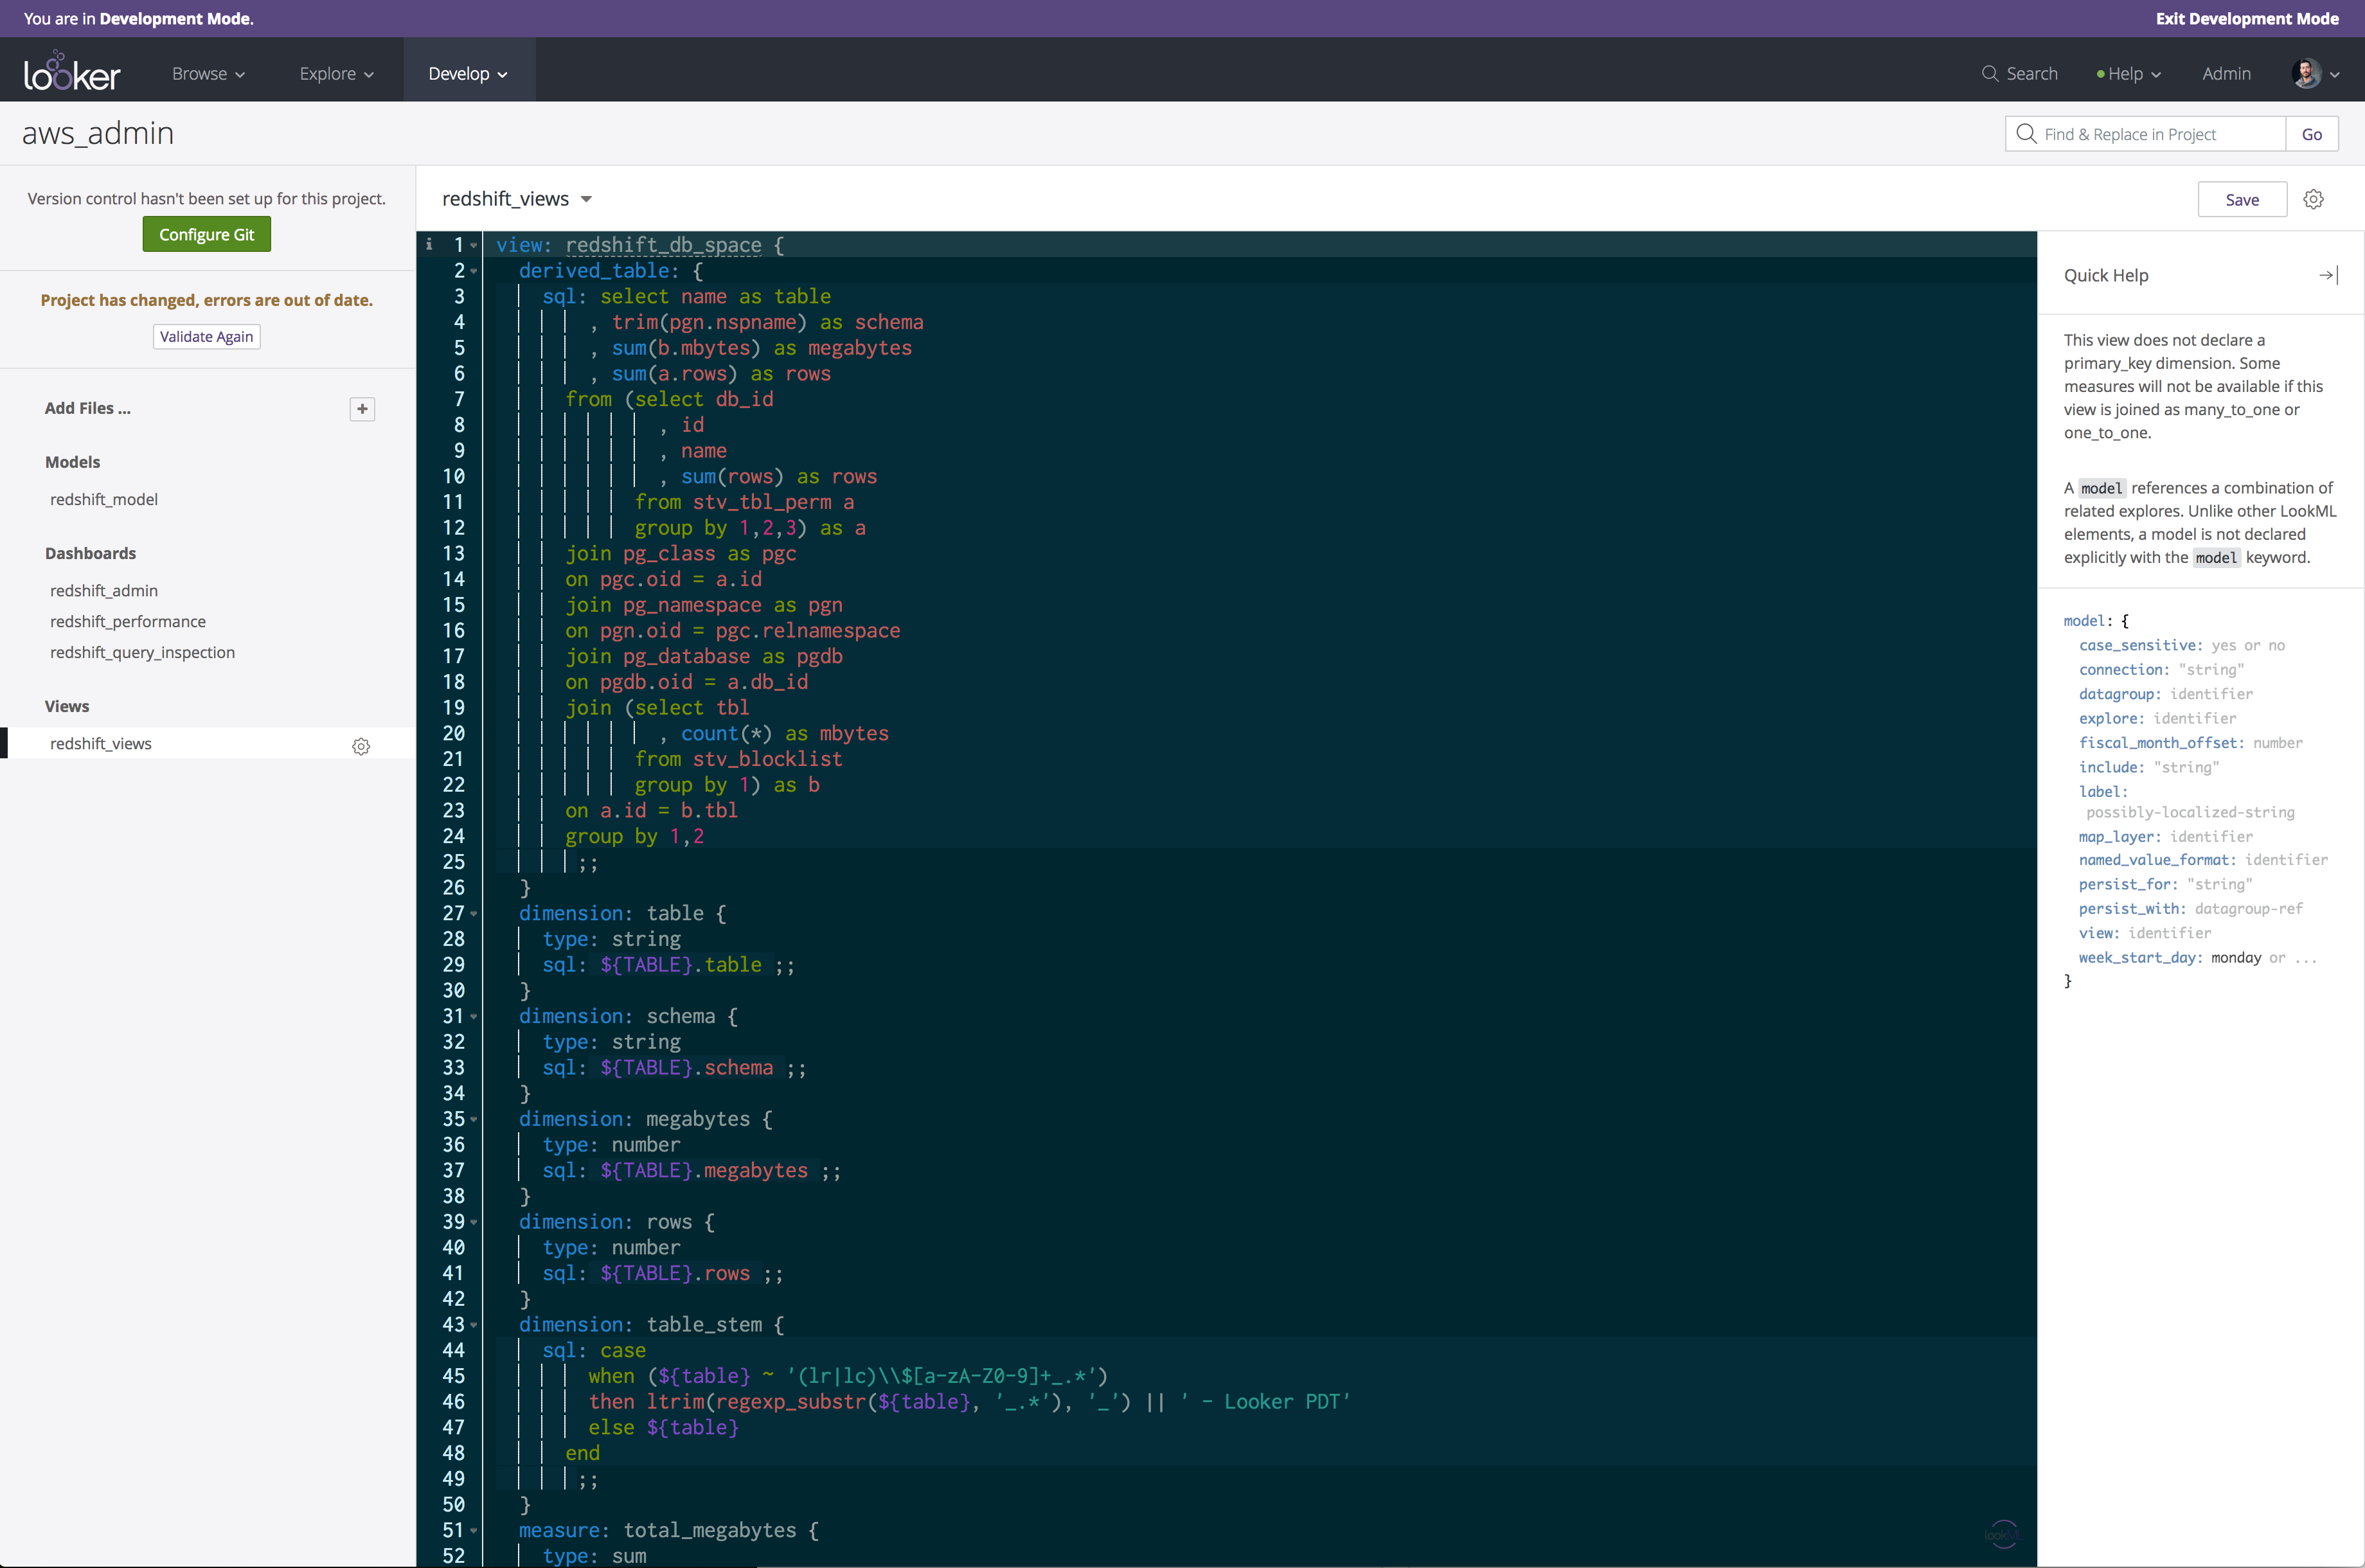 You are in Development Mode.
Exit Development Mode
looker
Browse
Explore
Develop
Search
Help
Admin
aws_admin
Find & Replace in Project
Go
Version control hasn't been set up for this project.
Configure Git
Project has changed, errors are out of date.
Validate Again
Add Files ...
+
Models
redshift_model
Dashboards
redshift_admin
redshift_performance
redshift_query_inspection
Views
redshift_views
redshift_views
Save
i 1 view: redshift_db_space {
2 derived_table: {
3 sql: select name as table
4 , trim(pgn.nspname) as schema
5 , sum(b.mbytes) as megabytes
6 , sum(a.rows) as rows
7 from (select db_id
8 , id
9 , name
10 , sum(rows) as rows
11 from stv_tbl_perm a
12 group by 1,2,3) as a
13 join pg_class as pgc
14 on pgc.oid = a.id
15 join pg_namespace as pgn
16 on pgn.oid = pgc.relnamespace
17 join pg_database as pgdb
18 on pgdb.oid = a.db_id
19 join (select tbl
20 , count(*) as mbytes
21 from stv_blocklist
22 group by 1) as b
23 on a.id = b.tbl
24 group by 1,2
25 ;;
26 }
27 dimension: table {
28 type: string
29 sql: ${TABLE}.table ;;
30 }
31 dimension: schema {
32 type: string
33 sql: ${TABLE}.schema ;;
34 }
35 dimension: megabytes {
36 type: number
37 sql: ${TABLE}.megabytes ;;
38 }
39 dimension: rows {
40 type: number
41 sql: ${TABLE}.rows ;;
42 }
43 dimension: table_stem {
44 sql: case
45 when (${table} ~ '(lr|lc)\\$[a-zA-Z0-9]+_.*')
46 then ltrim(regexp_substr(${table}, '_.*'), '_') || ' - Looker PDT'
47 else ${table}
48 end
49 ;;
50 }
51 measure: total_megabytes {
52 type: sum
Quick Help
This view does not declare a
primary_key dimension. Some
measures will not be available if this
view is joined as many_to_one or
one_to_one.
A model references a combination of
related explores. Unlike other LookML
elements, a model is not declared
explicitly with the model keyword.
model: {
case_sensitive: yes or no
connection: "string"
datagroup: identifier
explore: identifier
fiscal_month_offset: number
include: "string"
label:
possibly-localized-string
map_layer: identifier
named_value_format: identifier
persist_for: "string"
persist_with: datagroup-ref
view: identifier
week_start_day: monday or ...
}